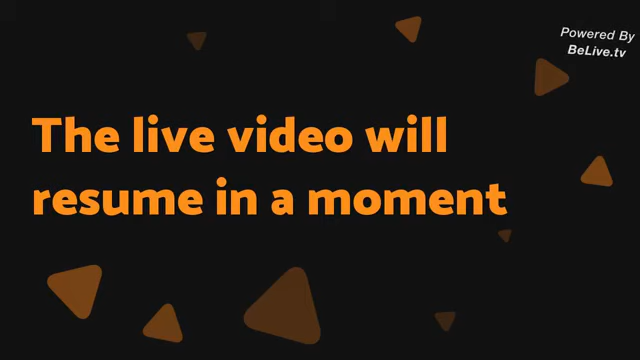 Powered By
BeLive.tv
The live video will
resume in a moment